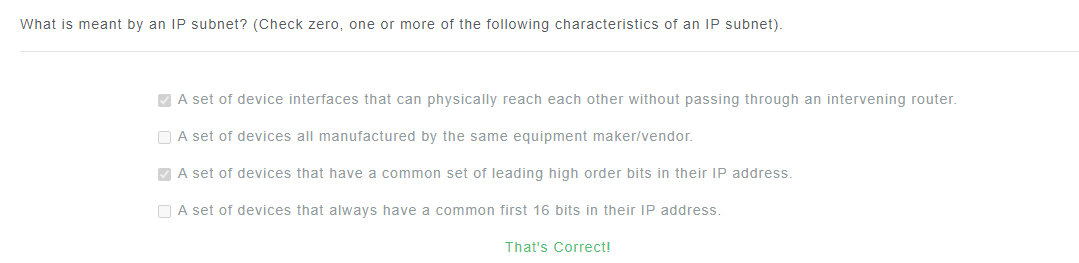 What is meant by an IP subnet? (Check zero, one or more of the following characteristics of an IP subnet).
A set of device interfaces that can physically reach each other without passing through an intervening router.
A set of devices all manufactured by the same equipment maker/vendor.
A set of devices that have a common set of leading high order bits in their IP address.
A set of devices that always have a common first 16 bits in their IP address.
That's Correct!